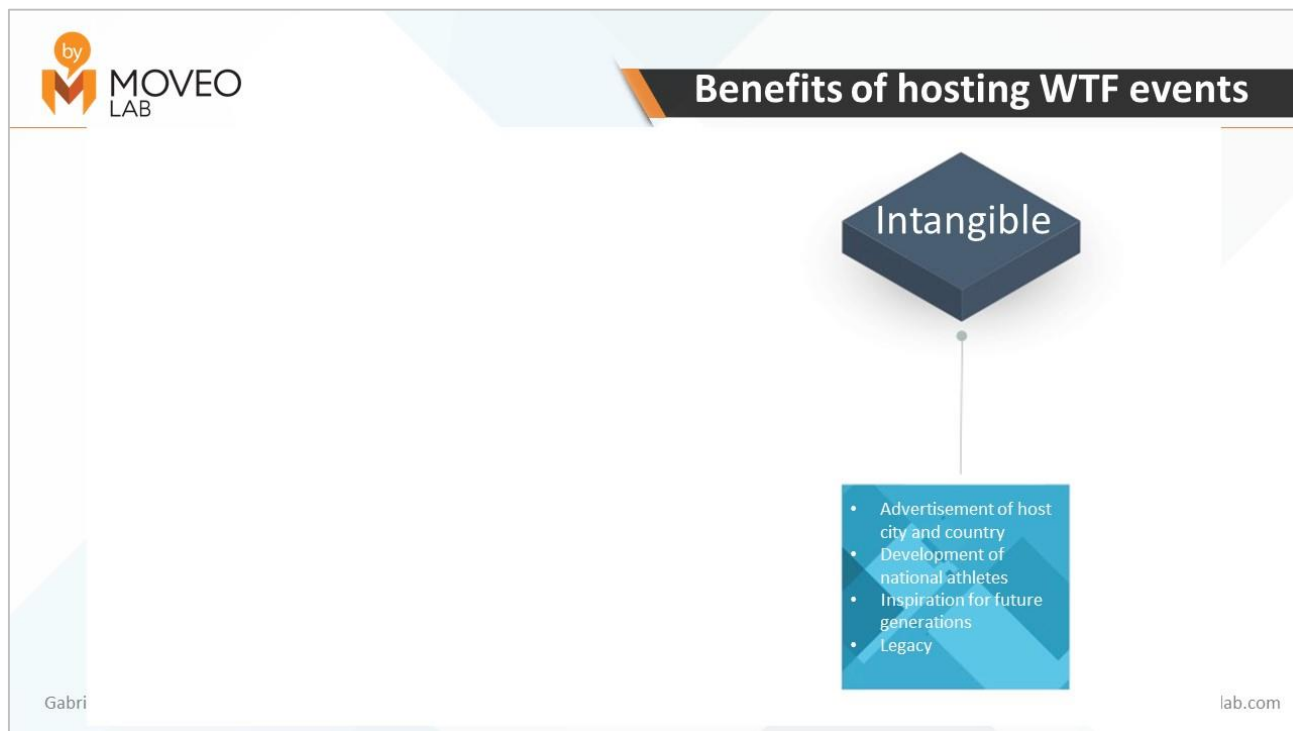 by
MOVEO
LAB
Benefits of hosting WTF events
Intangible
• Advertisement of host
city and country
• Development of
national athletes
• Inspiration for future
generations
• Legacy
Gabri
lab.com